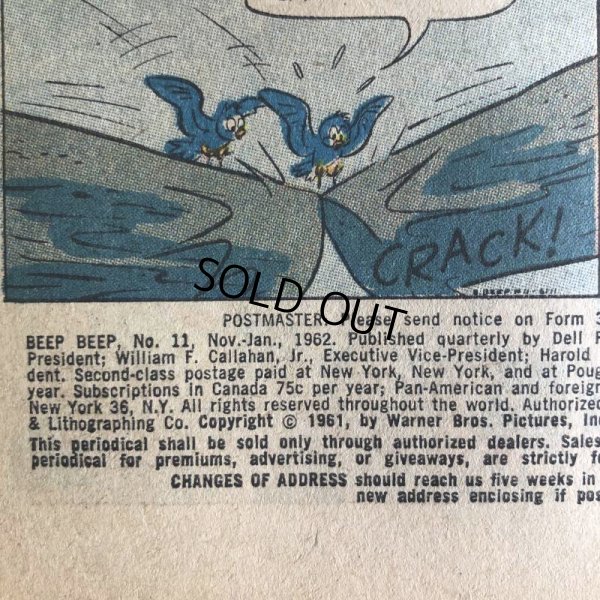 CRACK!
SOLD OUT
POSTMASTER: Please send notice on Form 3
BEEP BEEP, No. 11, Nov.-Jan., 1962. Published quarterly by Dell
President; William F. Callahan, Jr., Executive Vice-President; Harold
dent. Second-class postage paid at New York, New York, and at Poug
year. Subscriptions in Canada 75c per year; Pan-American and foreign
New York 36, N.Y. All rights reserved throughout the world. Authorized
& Lithographing Co. Copyright © 1961, by Warner Bros. Pictures, Inc
This periodical shall be sold only through authorized dealers. Sales
periodical for premiums, advertising, or giveaways, are strictly
CHANGES OF ADDRESS should reach us five weeks in
new address enclosing if pos